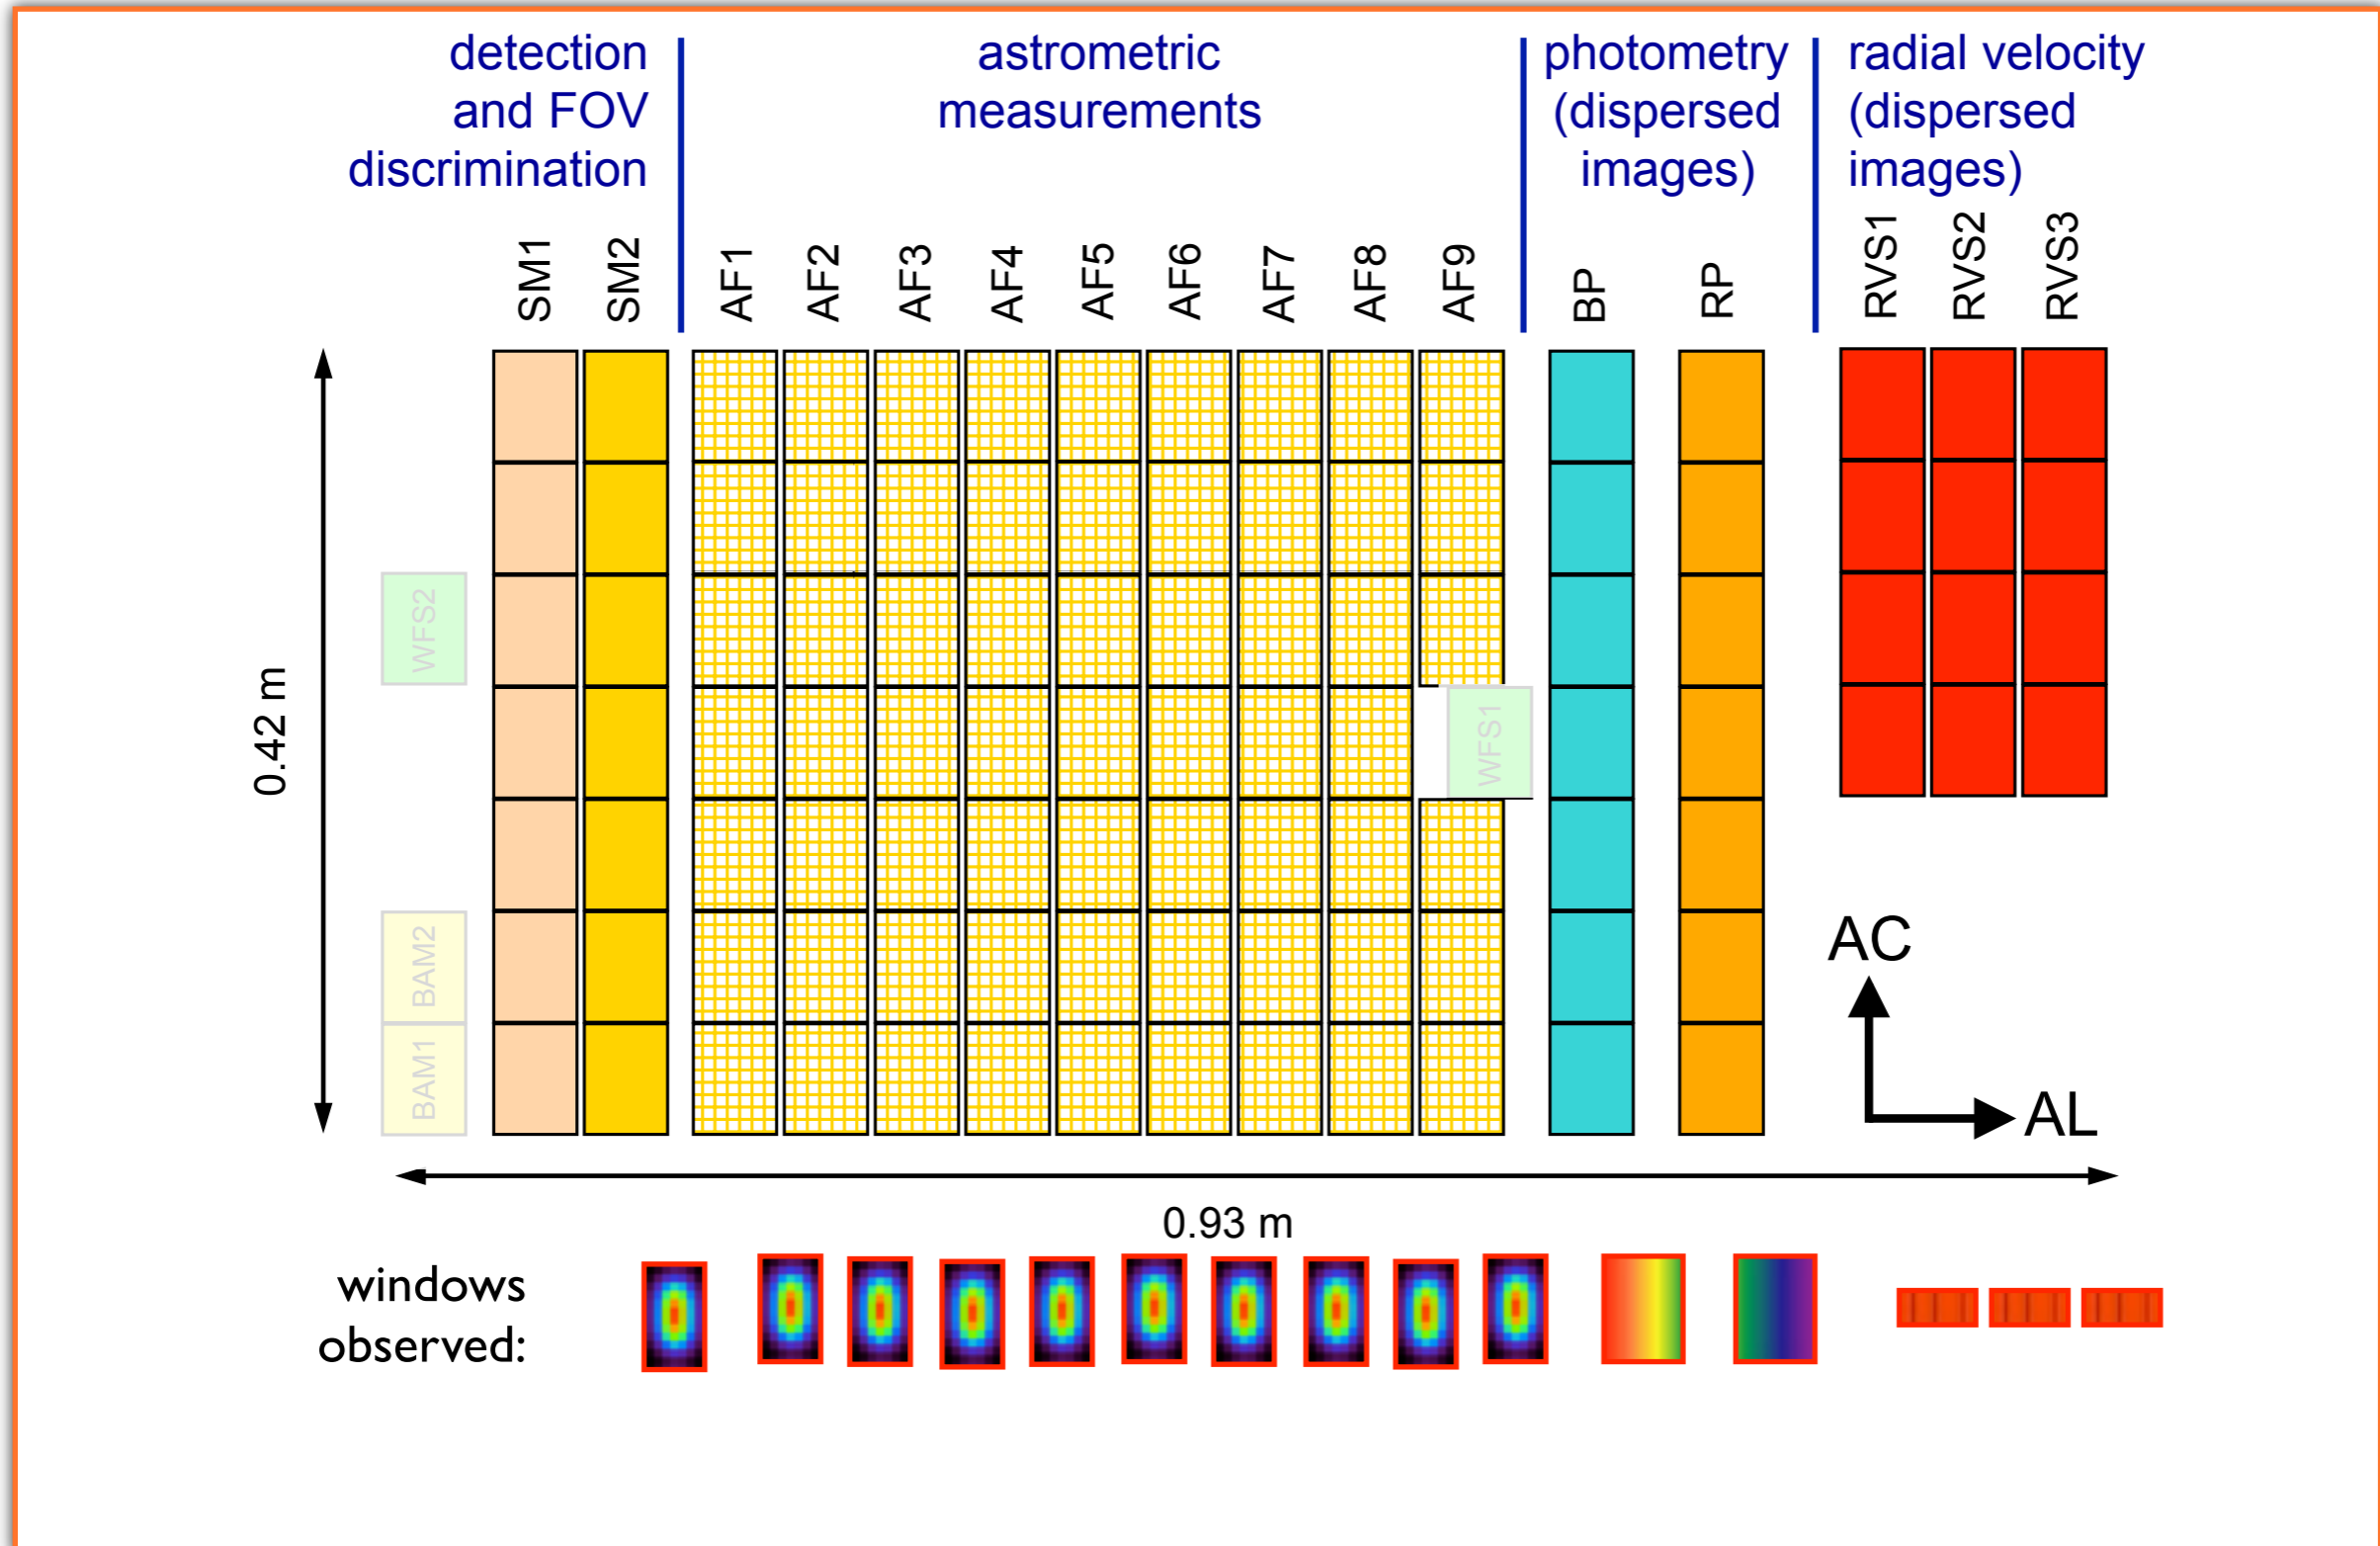 detection
and FOV
discrimination
astrometric
measurements
photometry
(dispersed
images)
radial velocity
(dispersed
images)
SM1
SM2
AF1
AF2
AF3
AF4
AF5
AF6
AF7
AF8
AF9
BP
RP
RVS1
RVS2
RVS3
0.42 m
WFS2
WFS1
BAM2
BAM1
AC
AL
0.93 m
windows
observed: